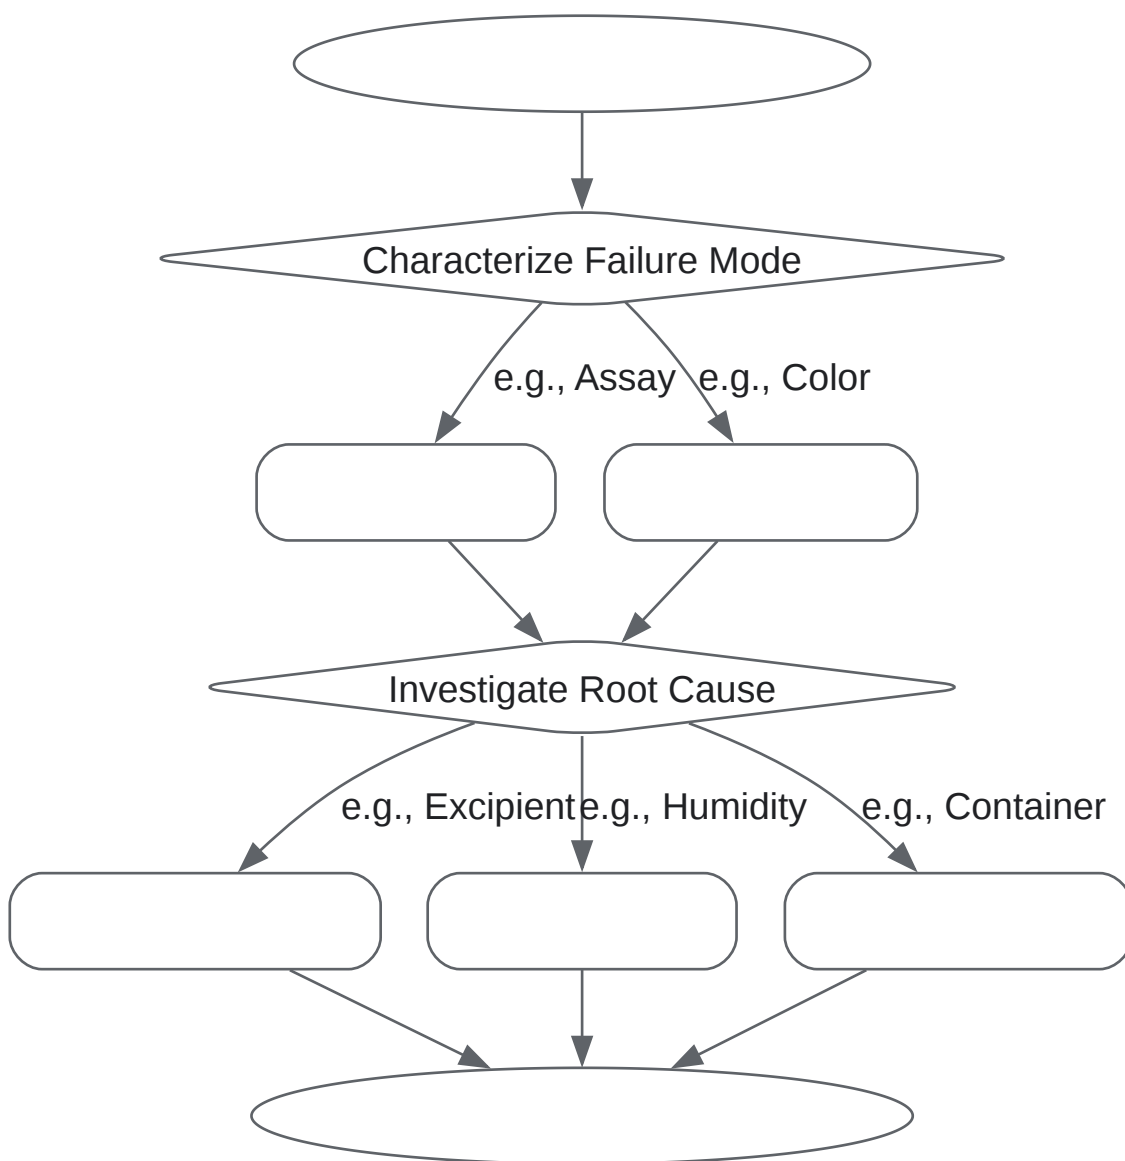 Characterize Failure Mode
e.g., Assay
e.g., Color
Investigate Root Cause
e.g., Excipient
e.g., Humidity
e.g., Container